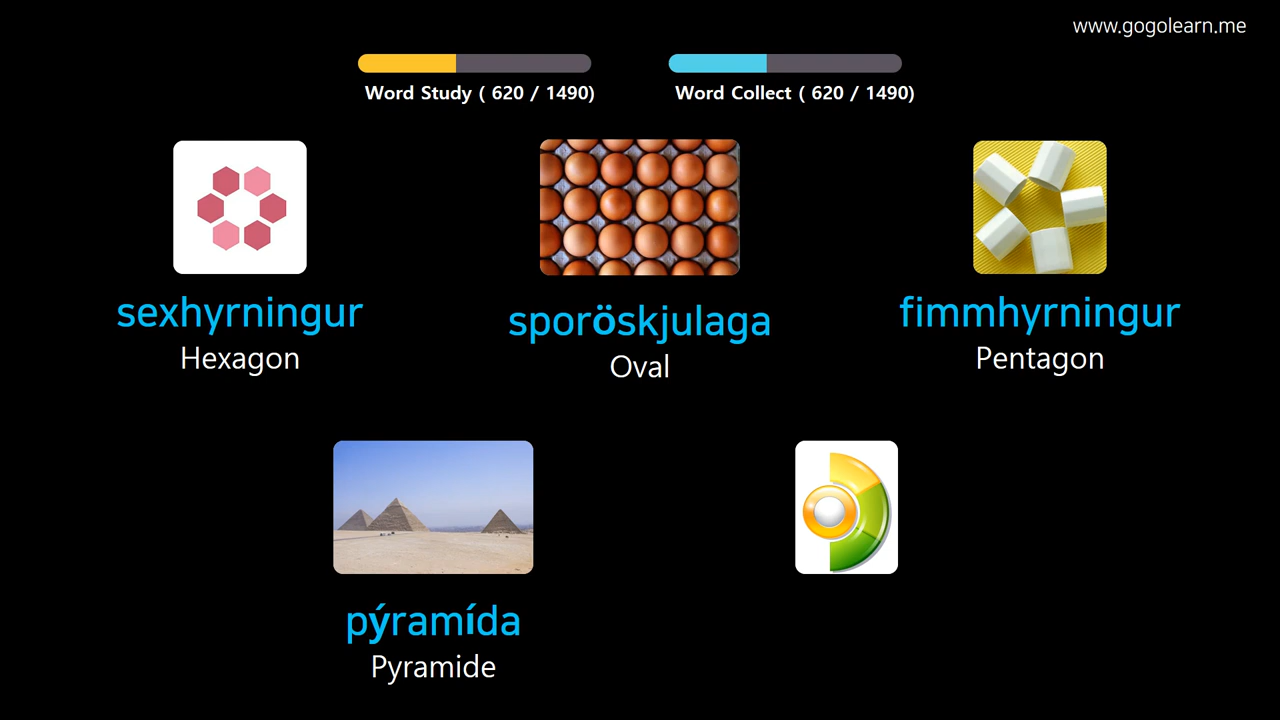 www.gogolearn.me
Word Study ( 620 / 1490)
Word Collect ( 620 / 1490)
sexhyrningur
Hexagon
sporöskjulaga
Oval
fimmhyrningur
Pentagon
pýramída
Pyramide